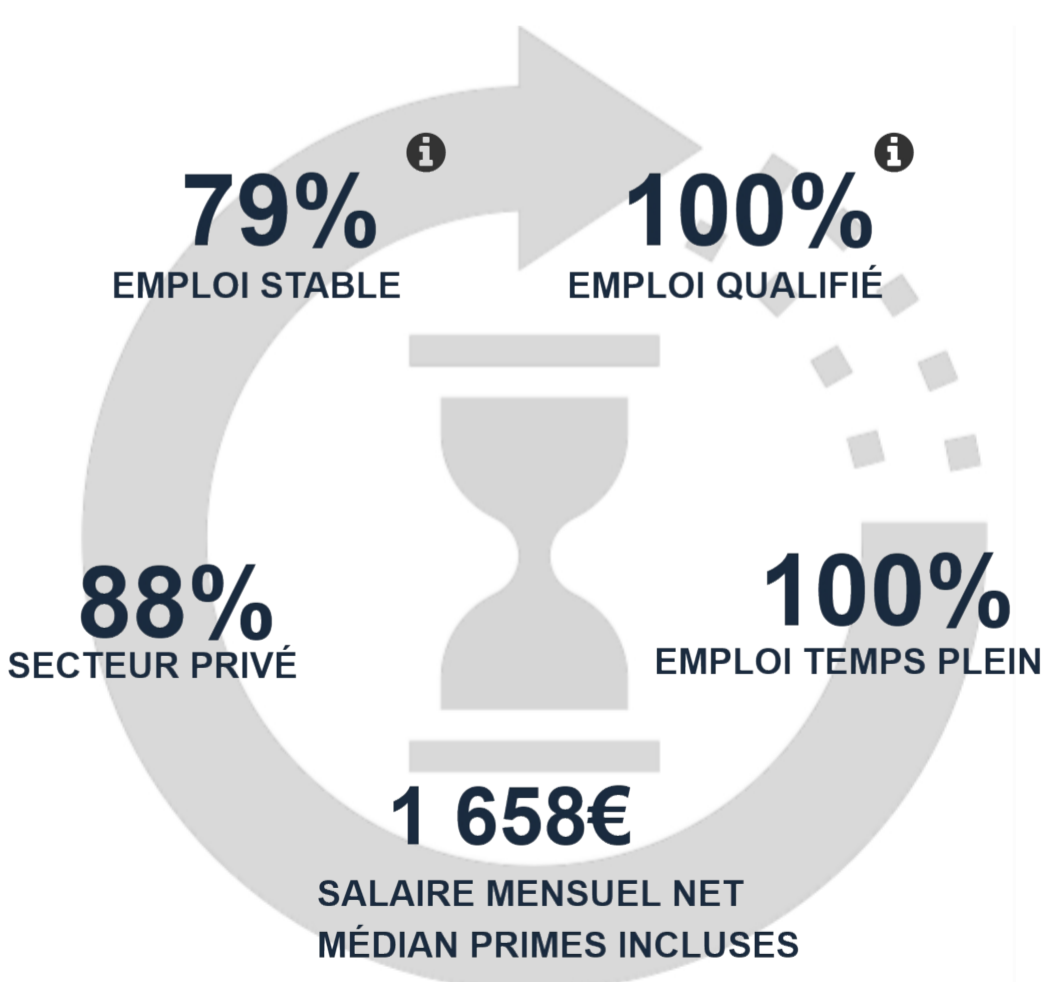 79%
EMPLOI STABLE
100%
EMPLOI QUALIFIÉ
88%
SECTEUR PRIVÉ
100%
EMPLOI TEMPS PLEIN
1 658€
SALAIRE MENSUEL NET
MÉDIAN PRIMES INCLUSES